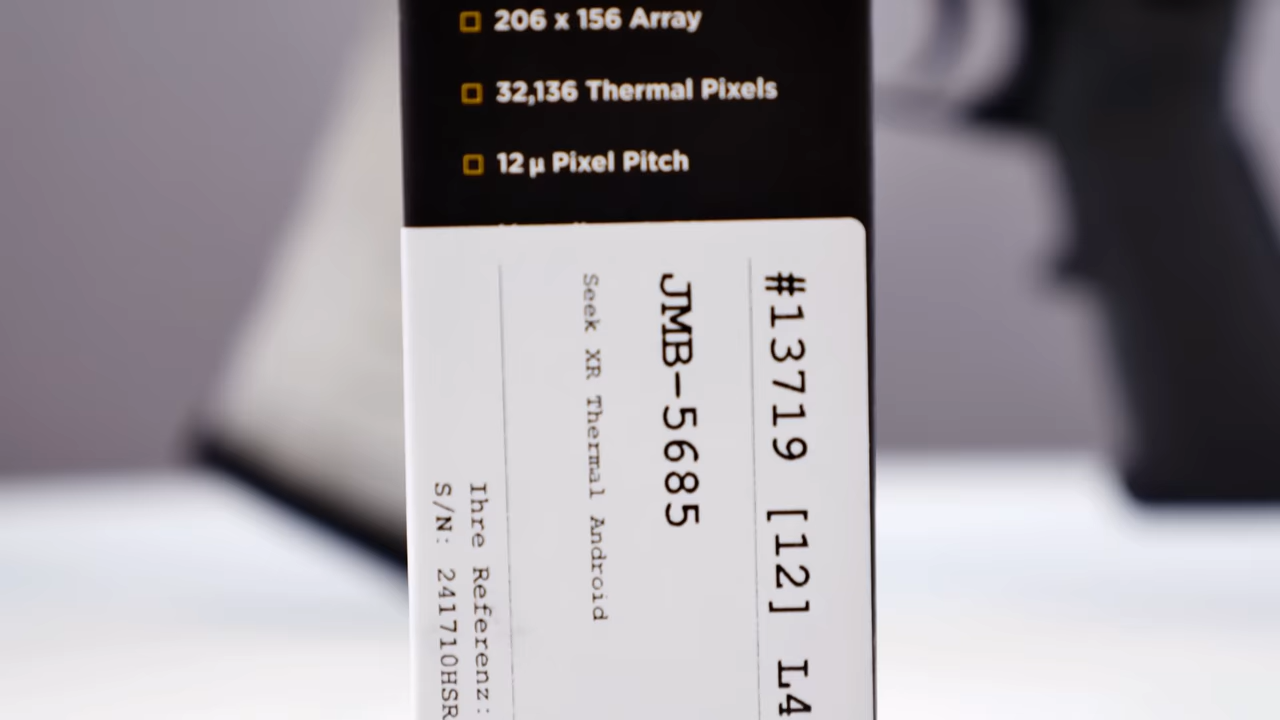 206 x 156 Array
32,136 Thermal Pixels
12 µ Pixel Pitch
#13719 [12] L4
JMB-5685
Seek XR Thermal Android
Ihre Referenz:
S/N: 241710HSR